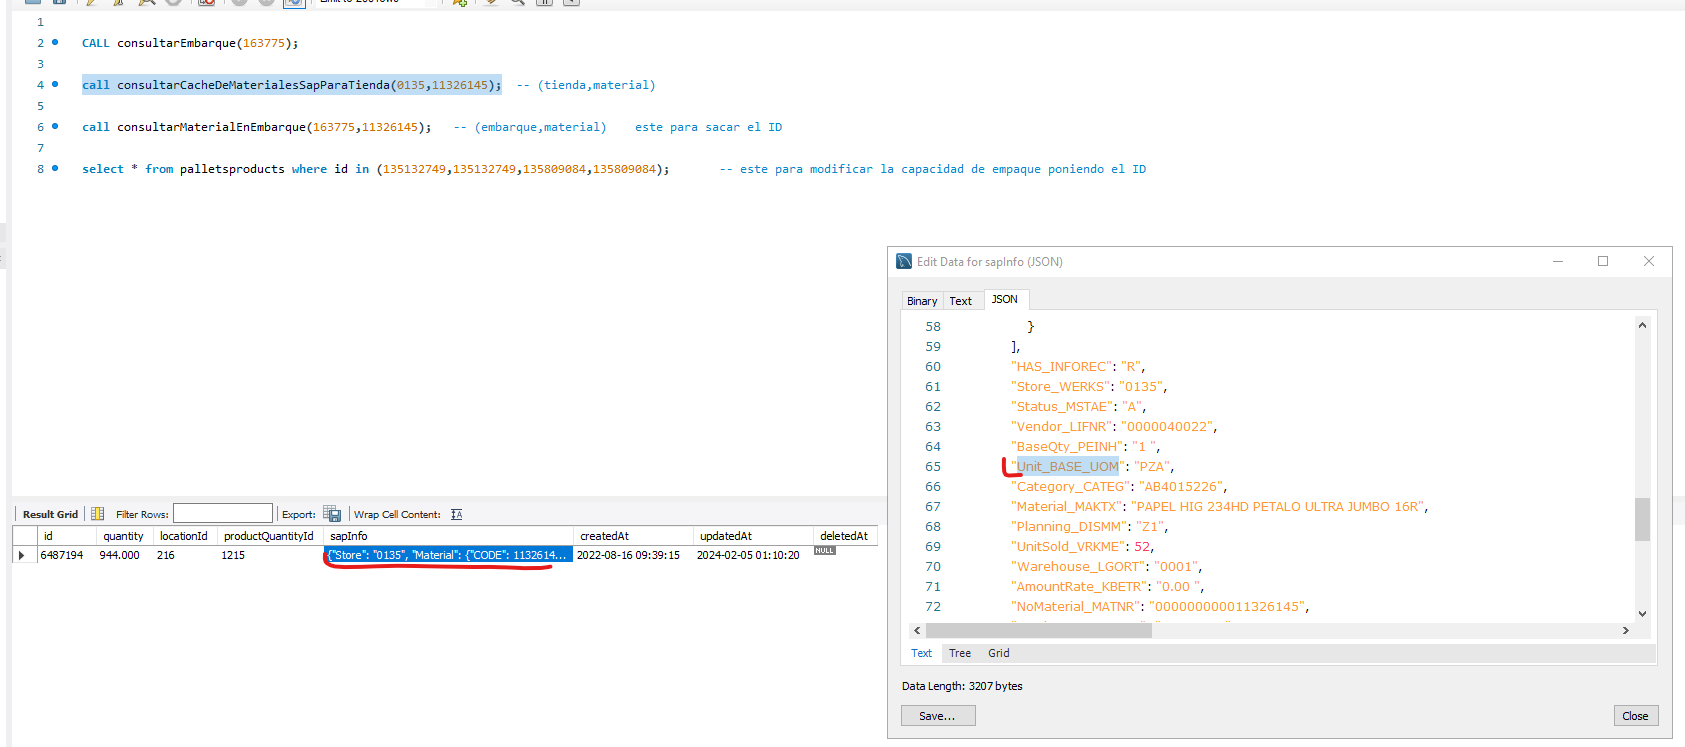 1
2 CALL consultarEmbarque(163775);
3
4 call consultarCacheDeMaterialesSapParaTienda(0135,11326145); -- (tienda,material)
5
6 call consultarMaterialEnEmbarque(163775,11326145); -- (embarque,material) este para sacar el ID
7
8 select * from palletsproducts where id in (135132749,135132749,135809084,135809084); -- este para modificar la capacidad de empaque poniendo el ID
Edit Data for sapInfo (JSON)
Binary Text JSON
58 }
59 ],
60 "HAS_INFOREC": "R",
61 "Store_WERKS": "0135",
62 "Status_MSTAE": "A",
63 "Vendor_LIFNR": "0000040022",
64 "BaseQty_PEINH": "1 ",
65 "Unit_BASE_UOM": "PZA",
66 "Category_CATEG": "AB4015226",
67 "Material_MAKTX": "PAPEL HIG 234HD PETALO ULTRA JUMBO 16R",
68 "Planning_DISMM": "Z1",
69 "UnitSold_VRKME": 52,
70 "Warehouse_LGORT": "0001",
71 "AmountRate_KBETR": "0.00 ",
72 "NoMaterial_MATNR": "000000000011326145",
Text Tree Grid
Data Length: 3207 bytes
Save... Close
Result Grid Filter Rows: Export: Wrap Cell Content:
id quantity locationId productQuantityId sapInfo createdAt updatedAt deletedAt
6487194 944.000 216 1215 {"Store": "0135", "Material": {"CODE": 1132614... 2022-08-16 09:39:15 2024-02-05 01:10:20 NULL